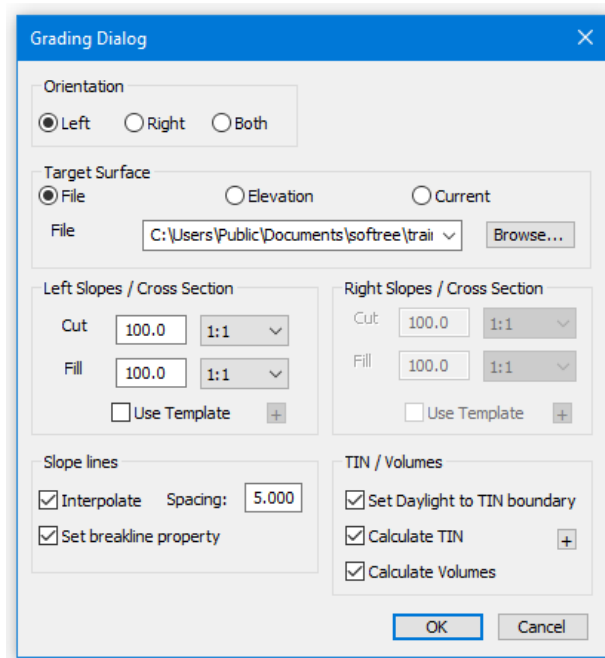 Grading Dialog
Orientation
Left Right Both
Target Surface
File Elevation Current
File C:\Users\Public\Documents\softree\train Browse...
Left Slopes / Cross Section
Cut 100.0 1:1
Fill 100.0 1:1
Use Template +
Right Slopes / Cross Section
Cut 100.0 1:1
Fill 100.0 1:1
Use Template +
Slope lines
Interpolate Spacing: 5.000
Set breakline property
TIN / Volumes
Set Daylight to TIN boundary
Calculate TIN +
Calculate Volumes
OK Cancel